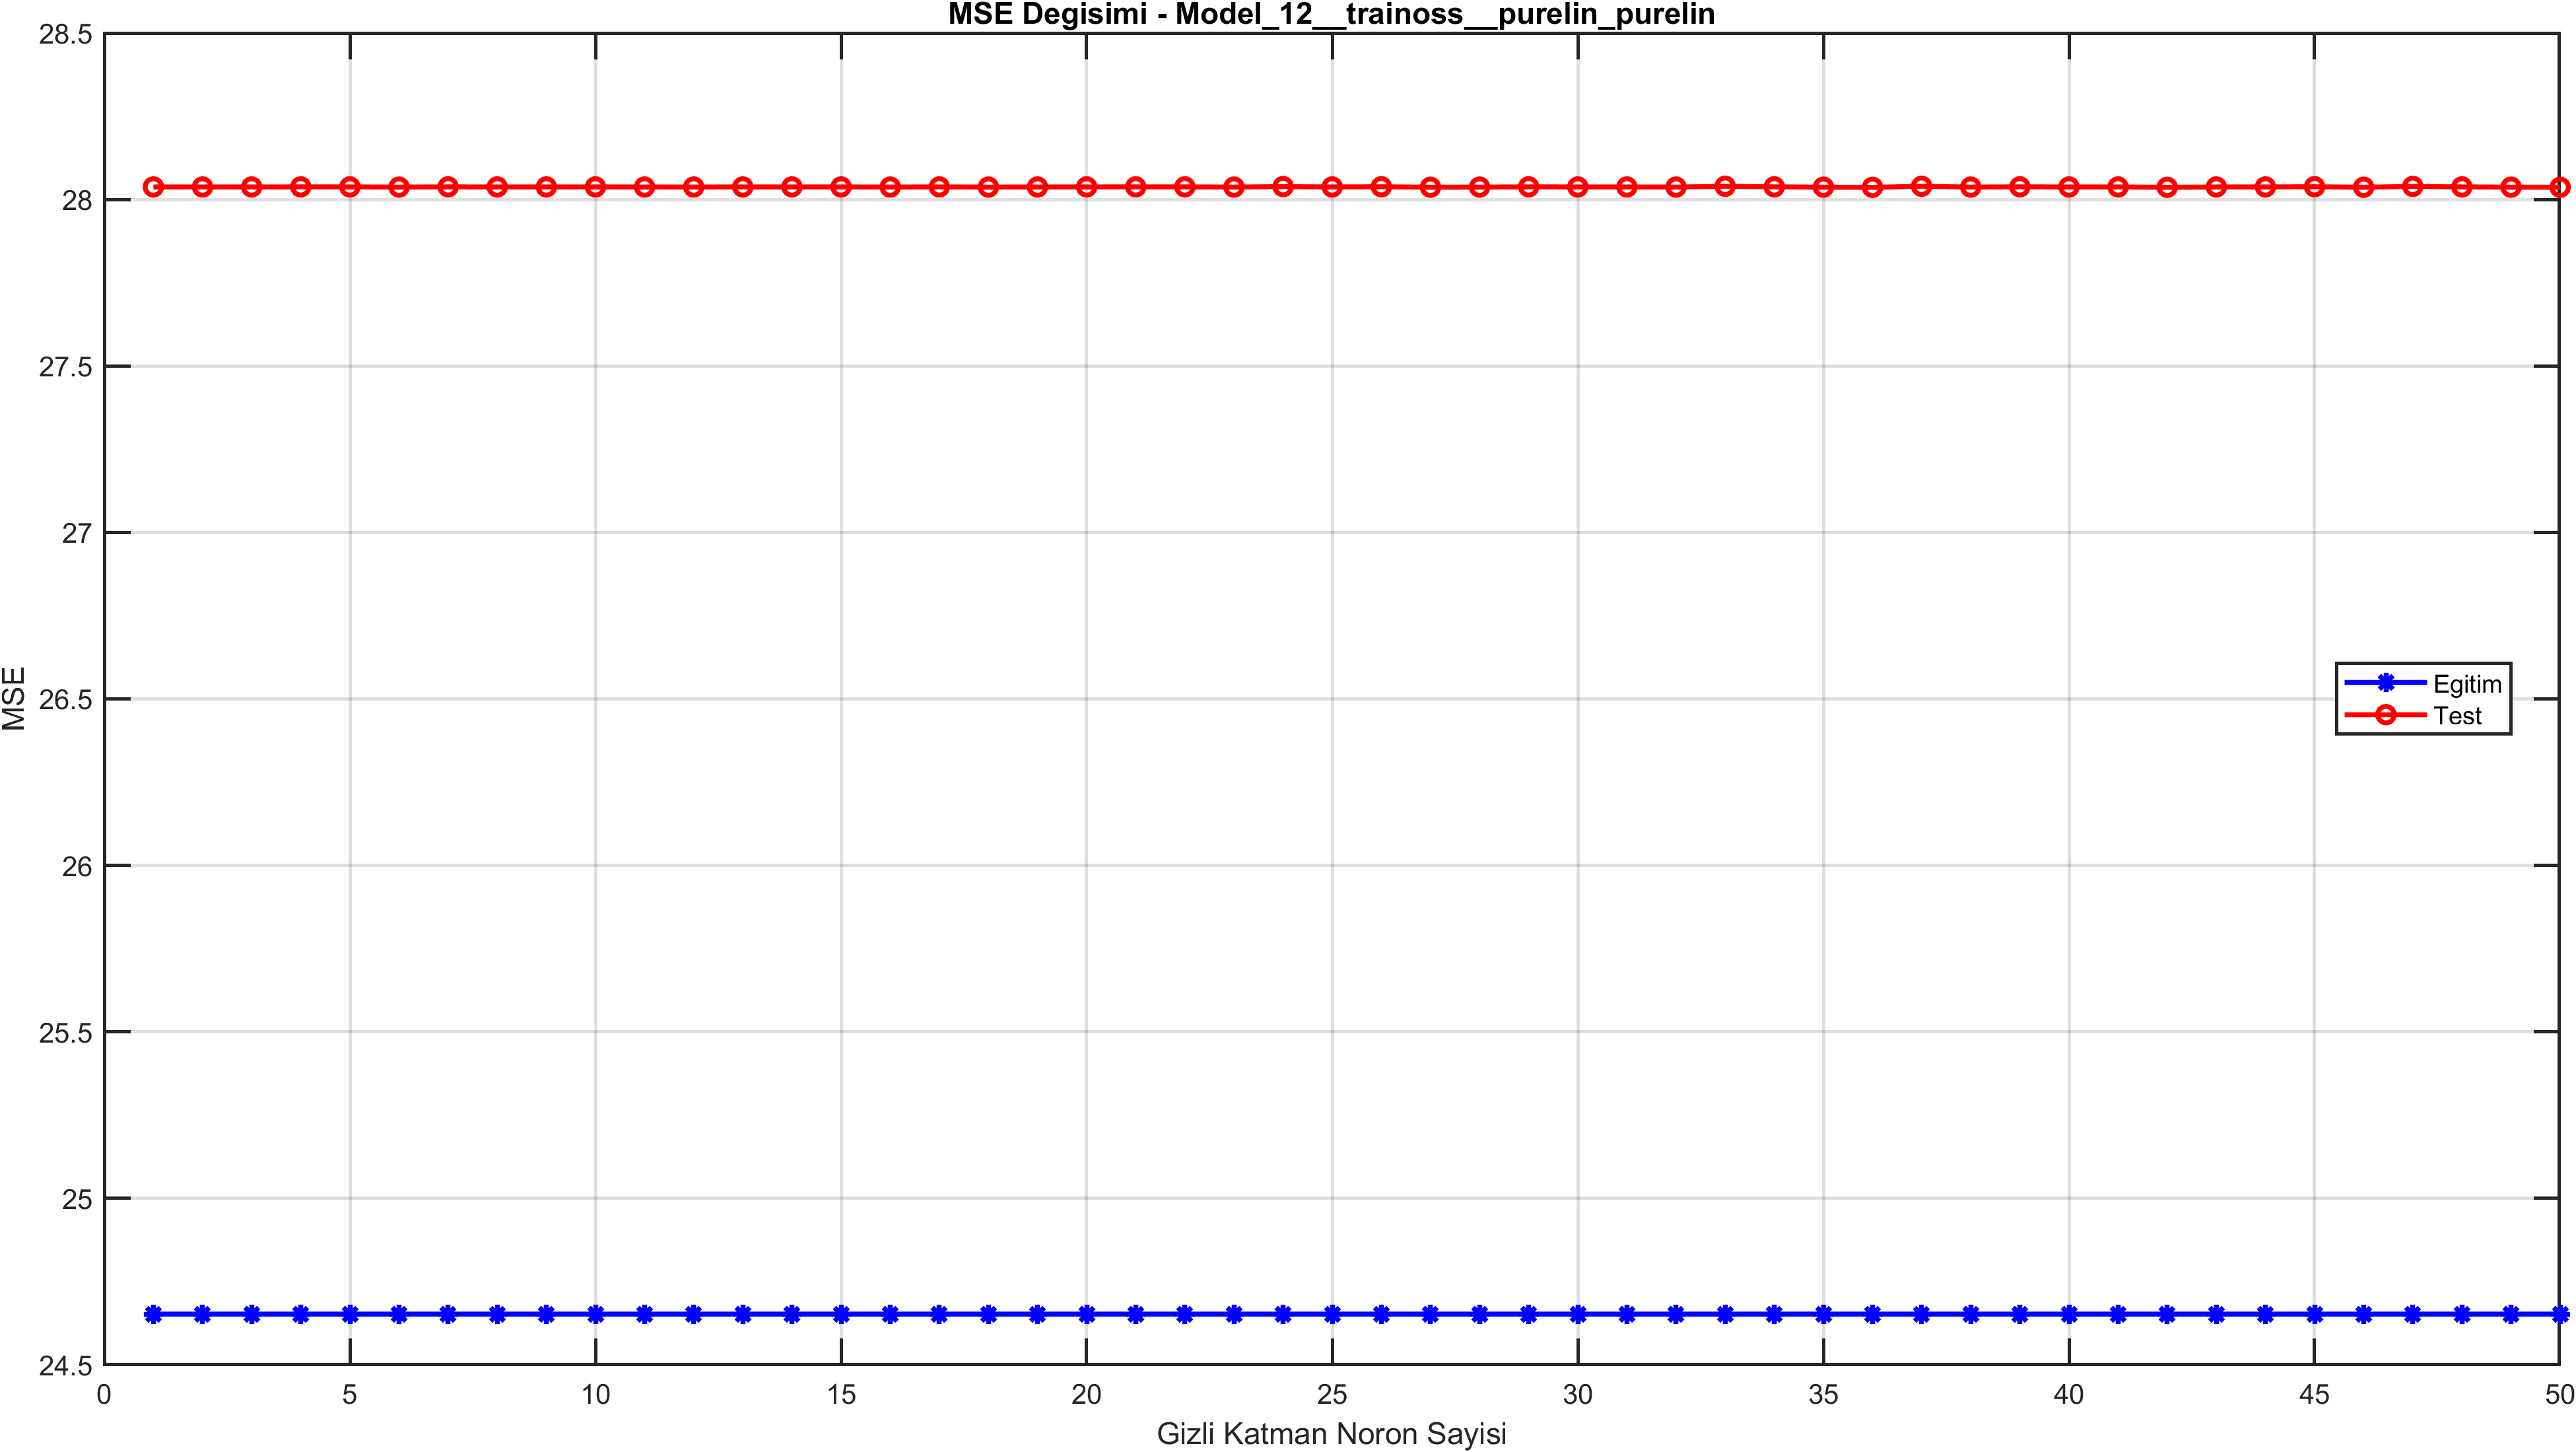 MSE Degisimi - Model_12__trainoss__purelin_purelin
28.5
28
27.5
27
26.5
26
25.5
25
24.5
MSE
Egitim
Test
0 5 10 15 20 25 30 35 40 45 50
Gizli Katman Noron Sayisi